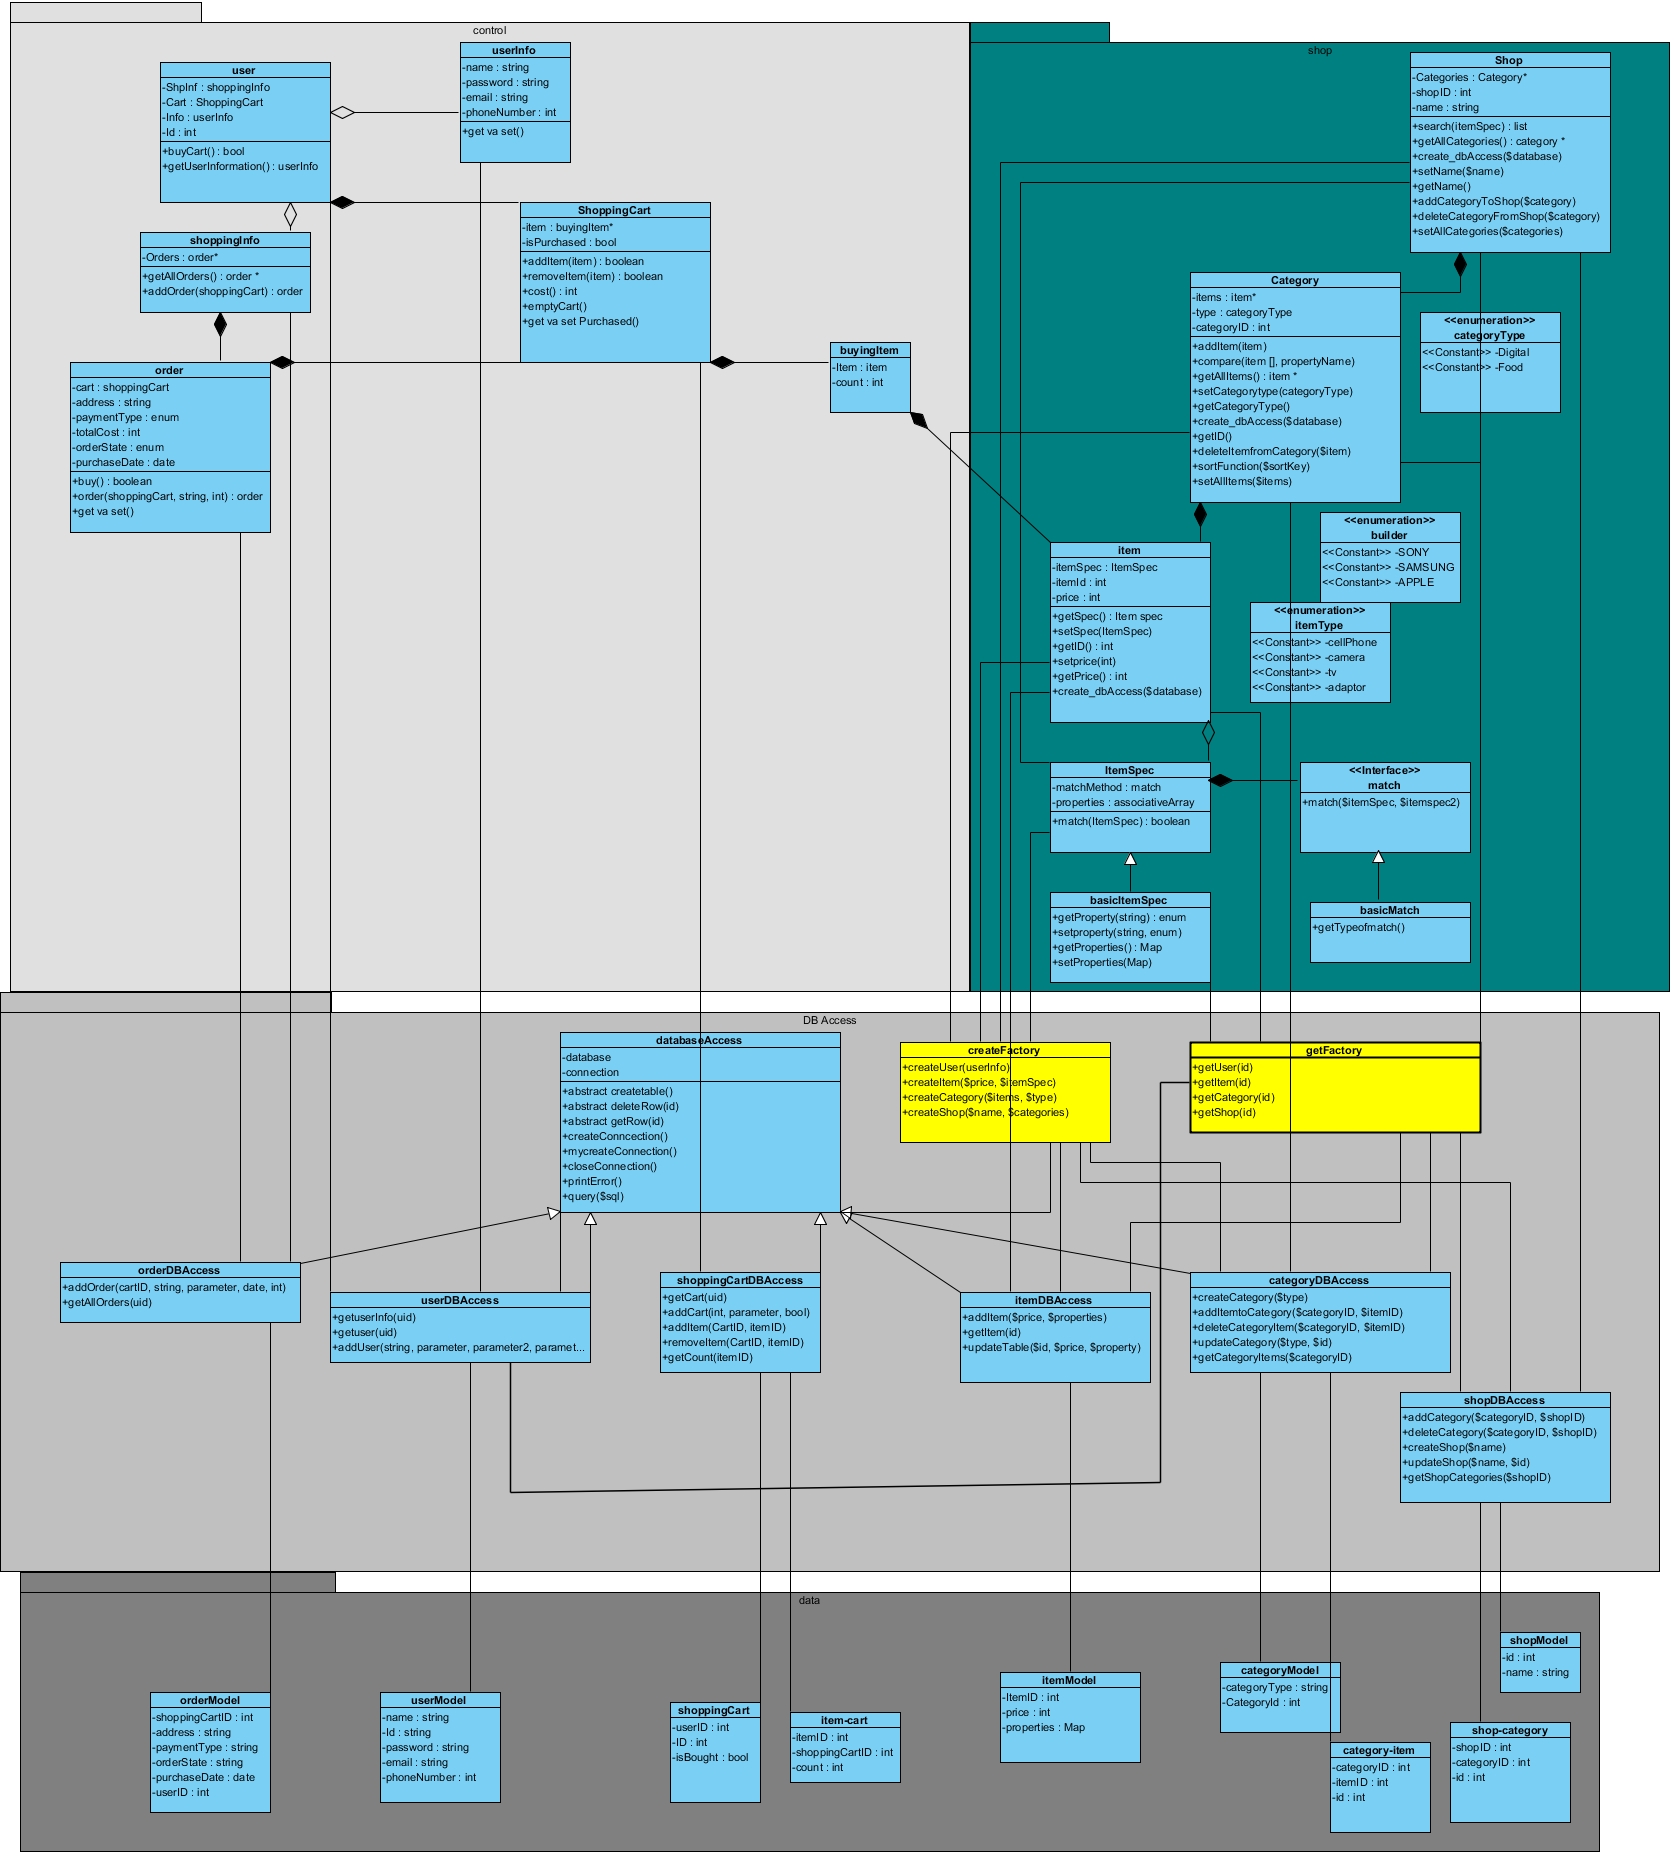 control
user
-ShpInf : shoppingInfo
-Cart : ShoppingCart
-Info : userInfo
-Id : int
+buyCart() : bool
+getUserInformation() : userInfo
userInfo
-name : string
-password : string
-email : string
-phoneNumber : int
+get va set()
shoppingInfo
-Orders : order*
+getAllOrders() : order *
+addOrder(shoppingCart) : order
ShoppingCart
-item : buyingItem*
-isPurchased : bool
+addItem(item) : boolean
+removeItem(item) : boolean
+cost() : int
+emptyCart()
+get va set Purchased()
order
-cart : shoppingCart
-address : string
-paymentType : enum
-totalCost : int
-orderState : enum
-purchaseDate : date
+buy() : boolean
+order(shoppingCart, string, int) : order
+get va set()
buyingItem
-Item : item
-count : int
shop
Shop
-Categories : Category*
-shopID : int
-name : string
+search(itemSpec) : list
+getAllCategories() : category *
+create_dbAccess($database)
+setName($name)
+getName()
+addCategoryToShop($category)
+deleteCategoryFromShop($category)
+setAllCategories($categories)
Category
-items : item*
-type : categoryType
-categoryID : int
+addItem(item)
+compare(item [], propertyName)
+getAllItems() : item *
+setCategorytype(categoryType)
+getCategoryType()
+create_dbAccess($database)
+getID()
+deleteItemfromCategory($item)
+sortFunction($sortKey)
+setAllItems($items)
<<enumeration>>
categoryType
<<Constant>> -Digital
<<Constant>> -Food
<<enumeration>>
builder
<<Constant>> -SONY
<<Constant>> -SAMSUNG
<<Constant>> -APPLE
<<enumeration>>
itemType
<<Constant>> -cellPhone
<<Constant>> -camera
<<Constant>> -tv
<<Constant>> -adaptor
item
-itemSpec : ItemSpec
-itemId : int
-price : int
+getSpec() : Item spec
+setSpec(ItemSpec)
+getID() : int
+setprice(int)
+getPrice() : int
+create_dbAccess($database)
ItemSpec
-matchMethod : match
-properties : associativeArray
+match(ItemSpec) : boolean
<<Interface>>
match
+match($itemSpec, $itemspec2)
basicItemSpec
+getProperty(string) : enum
+setproperty(string, enum)
+getProperties() : Map
+setProperties(Map)
basicMatch
+getTypeofmatch()
DB Access
databaseAccess
-database
-connection
+abstract createtable()
+abstract deleteRow(id)
+abstract getRow(id)
+createConncection()
+mycreateConnection()
+closeConnection()
+printError()
+query($sql)
createFactory
+createUser(userInfo)
+createItem($price, $itemSpec)
+createCategory($items, $type)
+createShop($name, $categories)
getFactory
+getUser(id)
+getItem(id)
+getCategory(id)
+getShop(id)
orderDBAccess
+addOrder(cartID, string, parameter, date, int)
+getAllOrders(uid)
userDBAccess
+getuserInfo(uid)
+getuser(uid)
+addUser(string, parameter, parameter2, paramet...
shoppingCartDBAccess
+getCart(uid)
+addCart(int, parameter, bool)
+addItem(CartID, itemID)
+removeItem(CartID, itemID)
+getCount(itemID)
itemDBAccess
+addItem($price, $properties)
+getItem(id)
+updateTable($id, $price, $property)
categoryDBAccess
+createCategory($type)
+addItemtoCategory($categoryID, $itemID)
+deleteCategoryItem($categoryID, $itemID)
+updateCategory($type, $id)
+getCategoryItems($categoryID)
shopDBAccess
+addCategory($categoryID, $shopID)
+deleteCategory($categoryID, $shopID)
+createShop($name)
+updateShop($name, $id)
+getShopCategories($shopID)
data
orderModel
-shoppingCartID : int
-address : string
-paymentType : string
-orderState : string
-purchaseDate : date
-userID : int
userModel
-name : string
-Id : string
-password : string
-email : string
-phoneNumber : int
shoppingCart
-userID : int
-ID : int
-isBought : bool
item-cart
-itemID : int
-shoppingCartID : int
-count : int
itemModel
-ItemID : int
-price : int
-properties : Map
categoryModel
-categoryType : string
-CategoryId : int
category-item
-categoryID : int
-itemID : int
-id : int
shopModel
-id : int
-name : string
shop-category
-shopID : int
-categoryID : int
-id : int